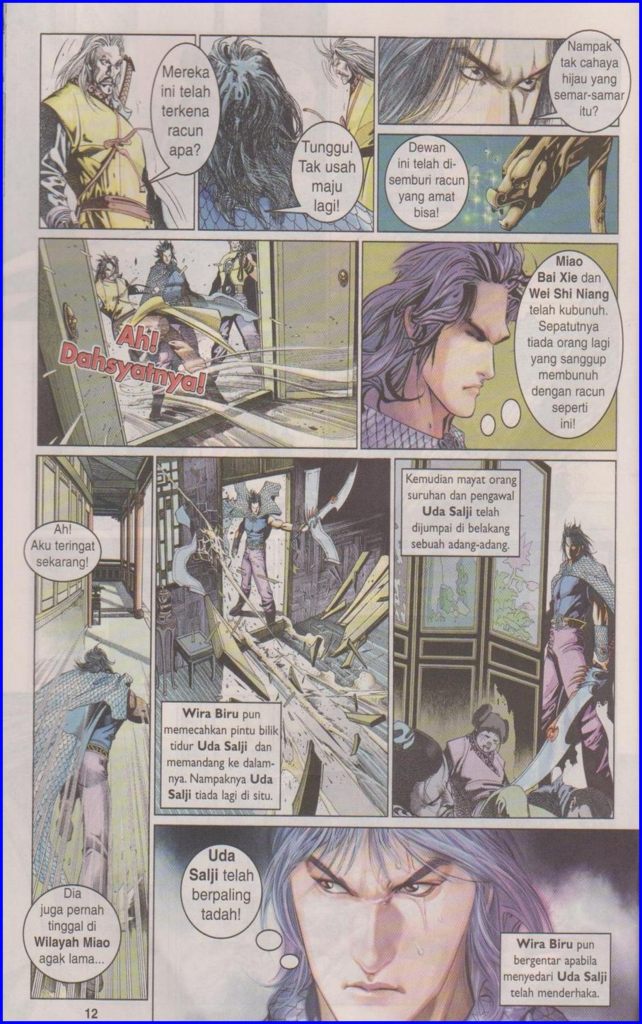 Mereka
ini telah
terkena
racun
apa?
Tunggu!
Tak usah
maju
lagi!
Nampak
tak cahaya
hijau yang
semar-samar
itu?
Dewan
ini telah di-
semburi racun
yang amat
bisa!
Ah!
Dahsyatnya!
Miao
Bai Xie dan
Wei Shi Niang
telah kubunuh.
Sepatutnya
tiada orang lagi
yang sanggup
membunuh
dengan racun
seperti
ini!
Ah!
Aku teringat
sekarang!
Dia
juga pernah
tinggal di
Wilayah Miao
agak lama...
Wira Biru pun
memecahkan pintu bilik
tidur Uda Salji dan
memandang ke dalam-
nya. Nampaknya Uda
Salji tiada lagi di situ.
Kemudian mayat orang
suruhan dan pengawal
Uda Salji telah
dijumpai di belakang
sebuah adang-adang.
Uda
Salji telah
berpaling
tadah!
Wira Biru pun
bergentar apabila
menyedari Uda Salji
telah menderhaka.
12